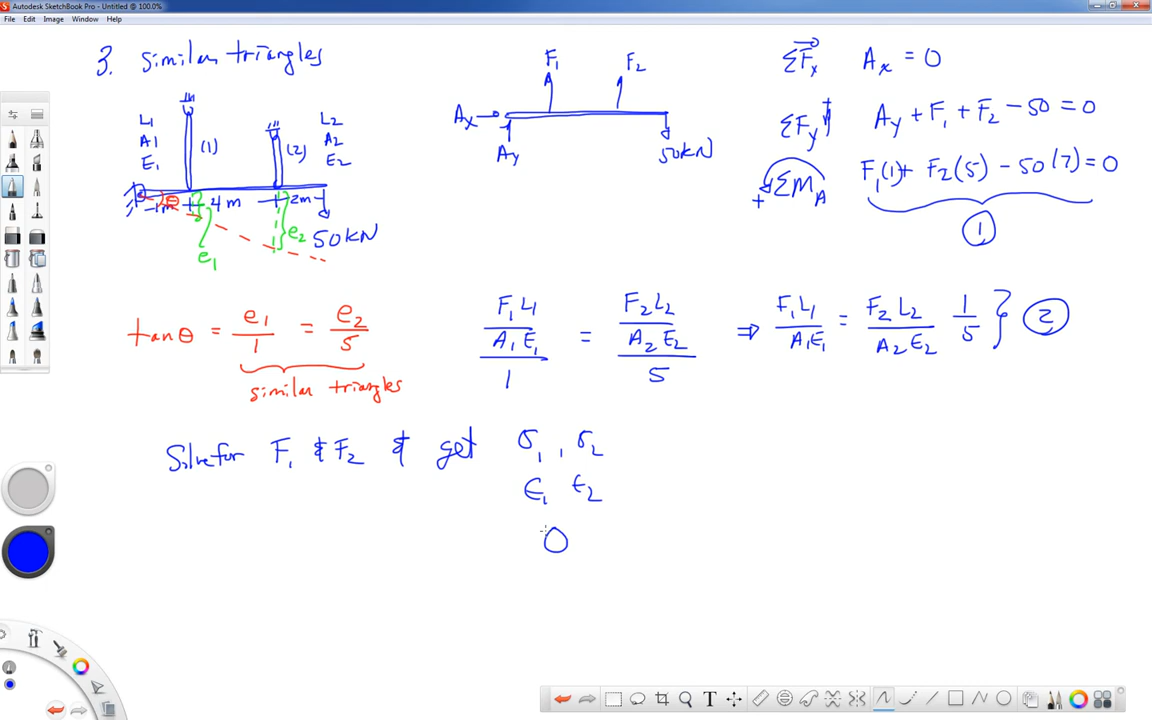 Autodesk SketchBook Pro - Untitled @ 100.0%
File Edit Image Window Help
3. similar triangles
L1
A1
E1
(1)
(2)
L2
A2
E2
1m
4 m
2m
θ
e1
e2
50 kN
F1
F2
Ax
Ay
50kN
ΣFx Ax = 0
ΣFy Ay + F1 + F2 - 50 = 0
+ ΣMA F1(1) + F2(5) - 50(7) = 0
1
tanθ = e1/1 = e2/5
similar triangles
(F1L1/A1E1)/1 = (F2L2/A2E2)/5 ⇒ F1L1/A1E1 = F2L2/A2E2 1/5 } 2
Solve for F1 & F2 & get σ1, σ2
ϵ1 ϵ2
T